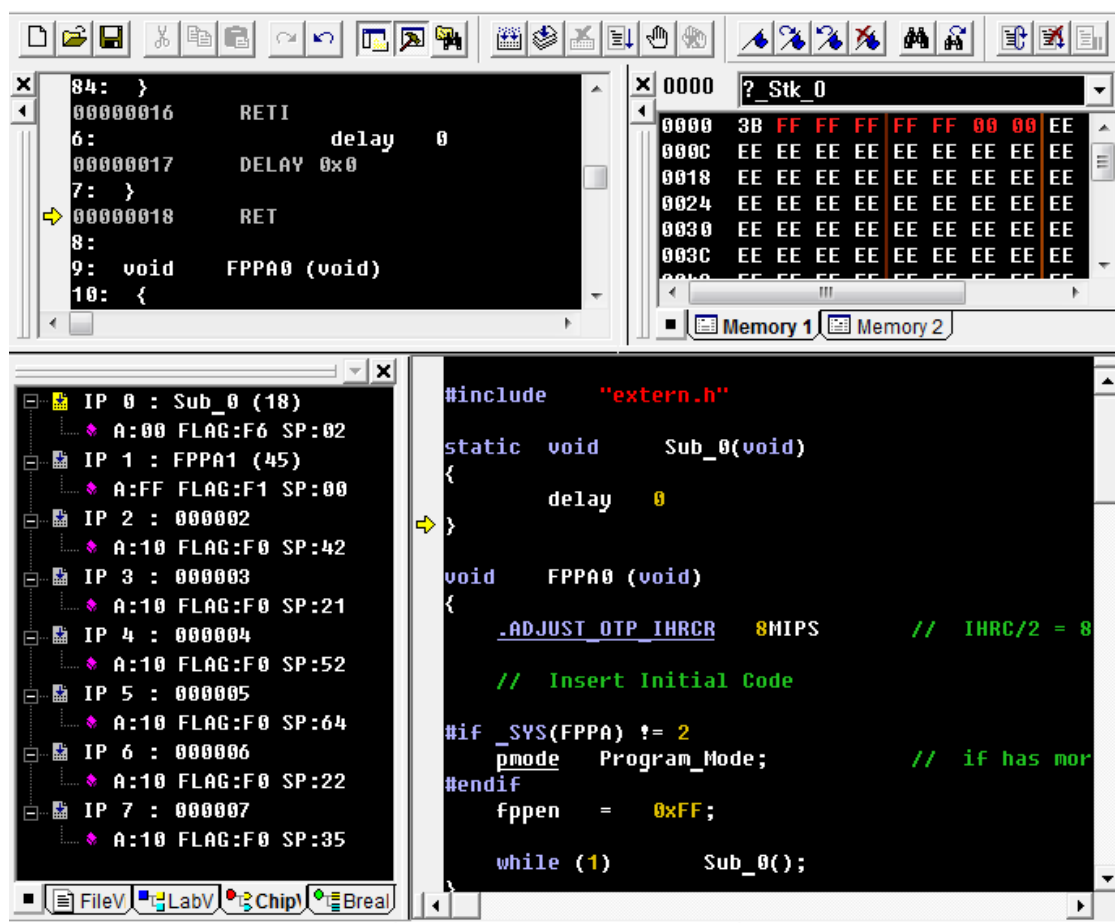 84: }
00000016 RETI
6: delay 0
00000017 DELAY 0x0
7: }
00000018 RET
8:
9: void FPPA0 (void)
10: {
0000 ?_Stk_0
0000 3B FF FF FF FF FF 00 00 EE
000C EE EE EE EE EE EE EE EE EE
0018 EE EE EE EE EE EE EE EE EE
0024 EE EE EE EE EE EE EE EE EE
0030 EE EE EE EE EE EE EE EE EE
003C EE EE EE EE EE EE EE EE EE
Memory 1 Memory 2
IP 0 : Sub_0 (18)
A:00 FLAG:F6 SP:02
IP 1 : FPPA1 (45)
A:FF FLAG:F1 SP:00
IP 2 : 000002
A:10 FLAG:F0 SP:42
IP 3 : 000003
A:10 FLAG:F0 SP:21
IP 4 : 000004
A:10 FLAG:F0 SP:52
IP 5 : 000005
A:10 FLAG:F0 SP:64
IP 6 : 000006
A:10 FLAG:F0 SP:22
IP 7 : 000007
A:10 FLAG:F0 SP:35
FileV LabV Chip\ Breal
#include "extern.h"
static void Sub_0(void)
{
delay 0
}
void FPPA0 (void)
{
.ADJUST_OTP_IHRCR 8MIPS // IHRC/2 = 8
// Insert Initial Code
#if _SYS(FPPA) != 2
pmode Program_Mode; // if has mor
#endif
fppen = 0xFF;
while (1) Sub_0();
}